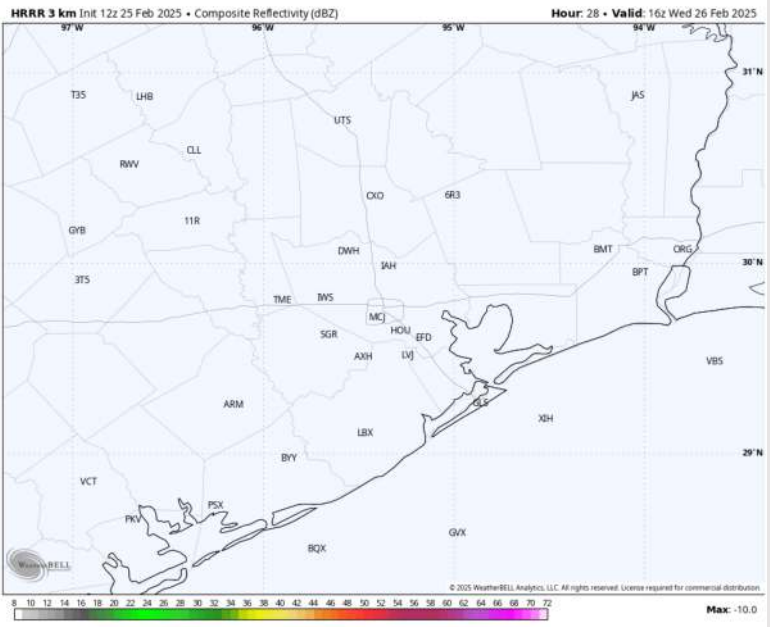 HRRR 3 km Init 12z 25 Feb 2025 • Composite Reflectivity (dBZ) Hour: 28 • Valid: 16z Wed 26 Feb 2025
97°W 96°W 95°W 94°W
31°N
T35 LHB JAS
UTS
CLL
RWV
CXO 6R3
11R
GYB
DWH BMT ORG
IAH 30°N
3T5 BPT
TME IWS
MCJ
SGR HOU EFD
AXH LVJ
VBS
ARM GLS
XIH
LBX
29°N
BYY
VCT
PSX
PKV
GVX
BQX
WEATHERBELL
© 2025 WeatherBELL Analytics, LLC. All rights reserved. License required for commercial distribution.
8 10 12 14 16 18 20 22 24 26 28 30 32 34 36 38 40 42 44 46 48 50 52 54 56 58 60 62 64 66 68 70 72 Max: -10.0